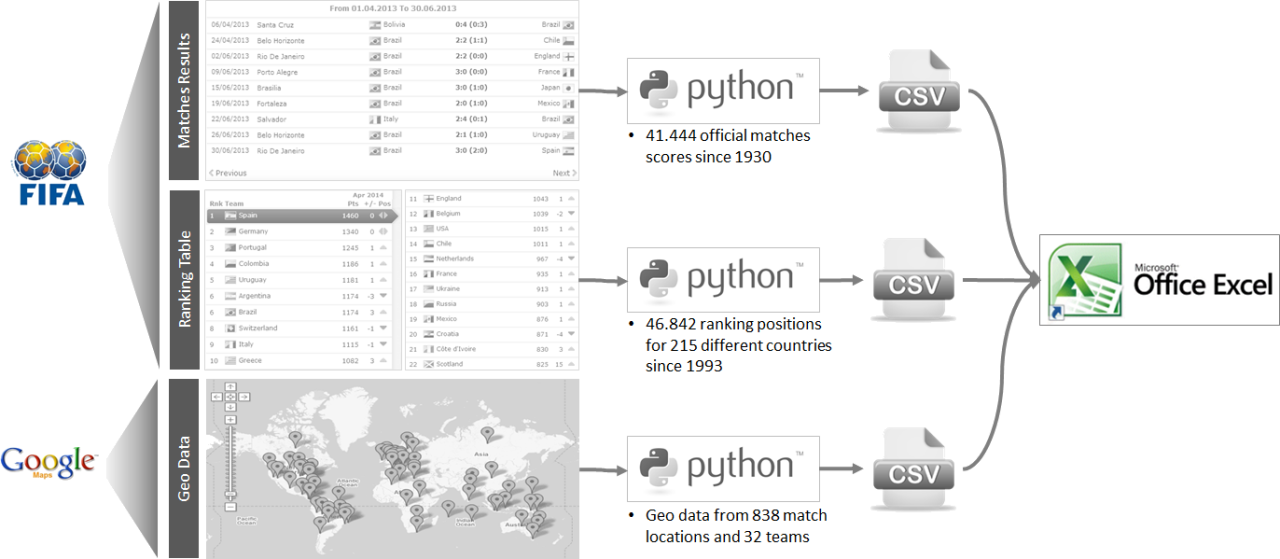 FIFA
Matches Results
From 01.04.2013 To 30.06.2013
06/04/2013 Santa Cruz Bolivia 0:4 (0:3) Brazil
24/04/2013 Belo Horizonte Brazil 2:2 (1:1) Chile
02/06/2013 Rio De Janeiro Brazil 2:2 (0:0) England
09/06/2013 Porto Alegre Brazil 3:0 (0:0) France
15/06/2013 Brasilia Brazil 3:0 (1:0) Japan
19/06/2013 Fortaleza Brazil 2:0 (1:0) Mexico
22/06/2013 Salvador Italy 2:4 (0:1) Brazil
26/06/2013 Belo Horizonte Brazil 2:1 (1:0) Uruguay
30/06/2013 Rio De Janeiro Brazil 3:0 (2:0) Spain
Previous Next
python™
• 41.444 official matches
scores since 1930
CSV
Ranking Table
Apr 2014
Rnk Team Pts +/- Pos
1 Spain 1460 0
2 Germany 1340 0
3 Portugal 1245 1
4 Colombia 1186 1
5 Uruguay 1181 1
6 Argentina 1174 -3
6 Brazil 1174 3
8 Switzerland 1161 -1
9 Italy 1115 -1
10 Greece 1082 3
11 England 1043 1
12 Belgium 1039 -2
13 USA 1015 1
14 Chile 1011 1
15 Netherlands 967 -4
16 France 935 1
17 Ukraine 913 1
18 Russia 903 1
19 Mexico 876 1
20 Croatia 871 -4
21 Côte d'Ivoire 830 3
22 Scotland 825 15
python™
• 46.842 ranking positions
for 215 different countries
since 1993
CSV
Microsoft®
Office Excel
Google™
Maps
Geo Data
Asia
Atlantic
Ocean
Pacific
Ocean
Indian
Ocean
python™
• Geo data from 838 match
locations and 32 teams
CSV